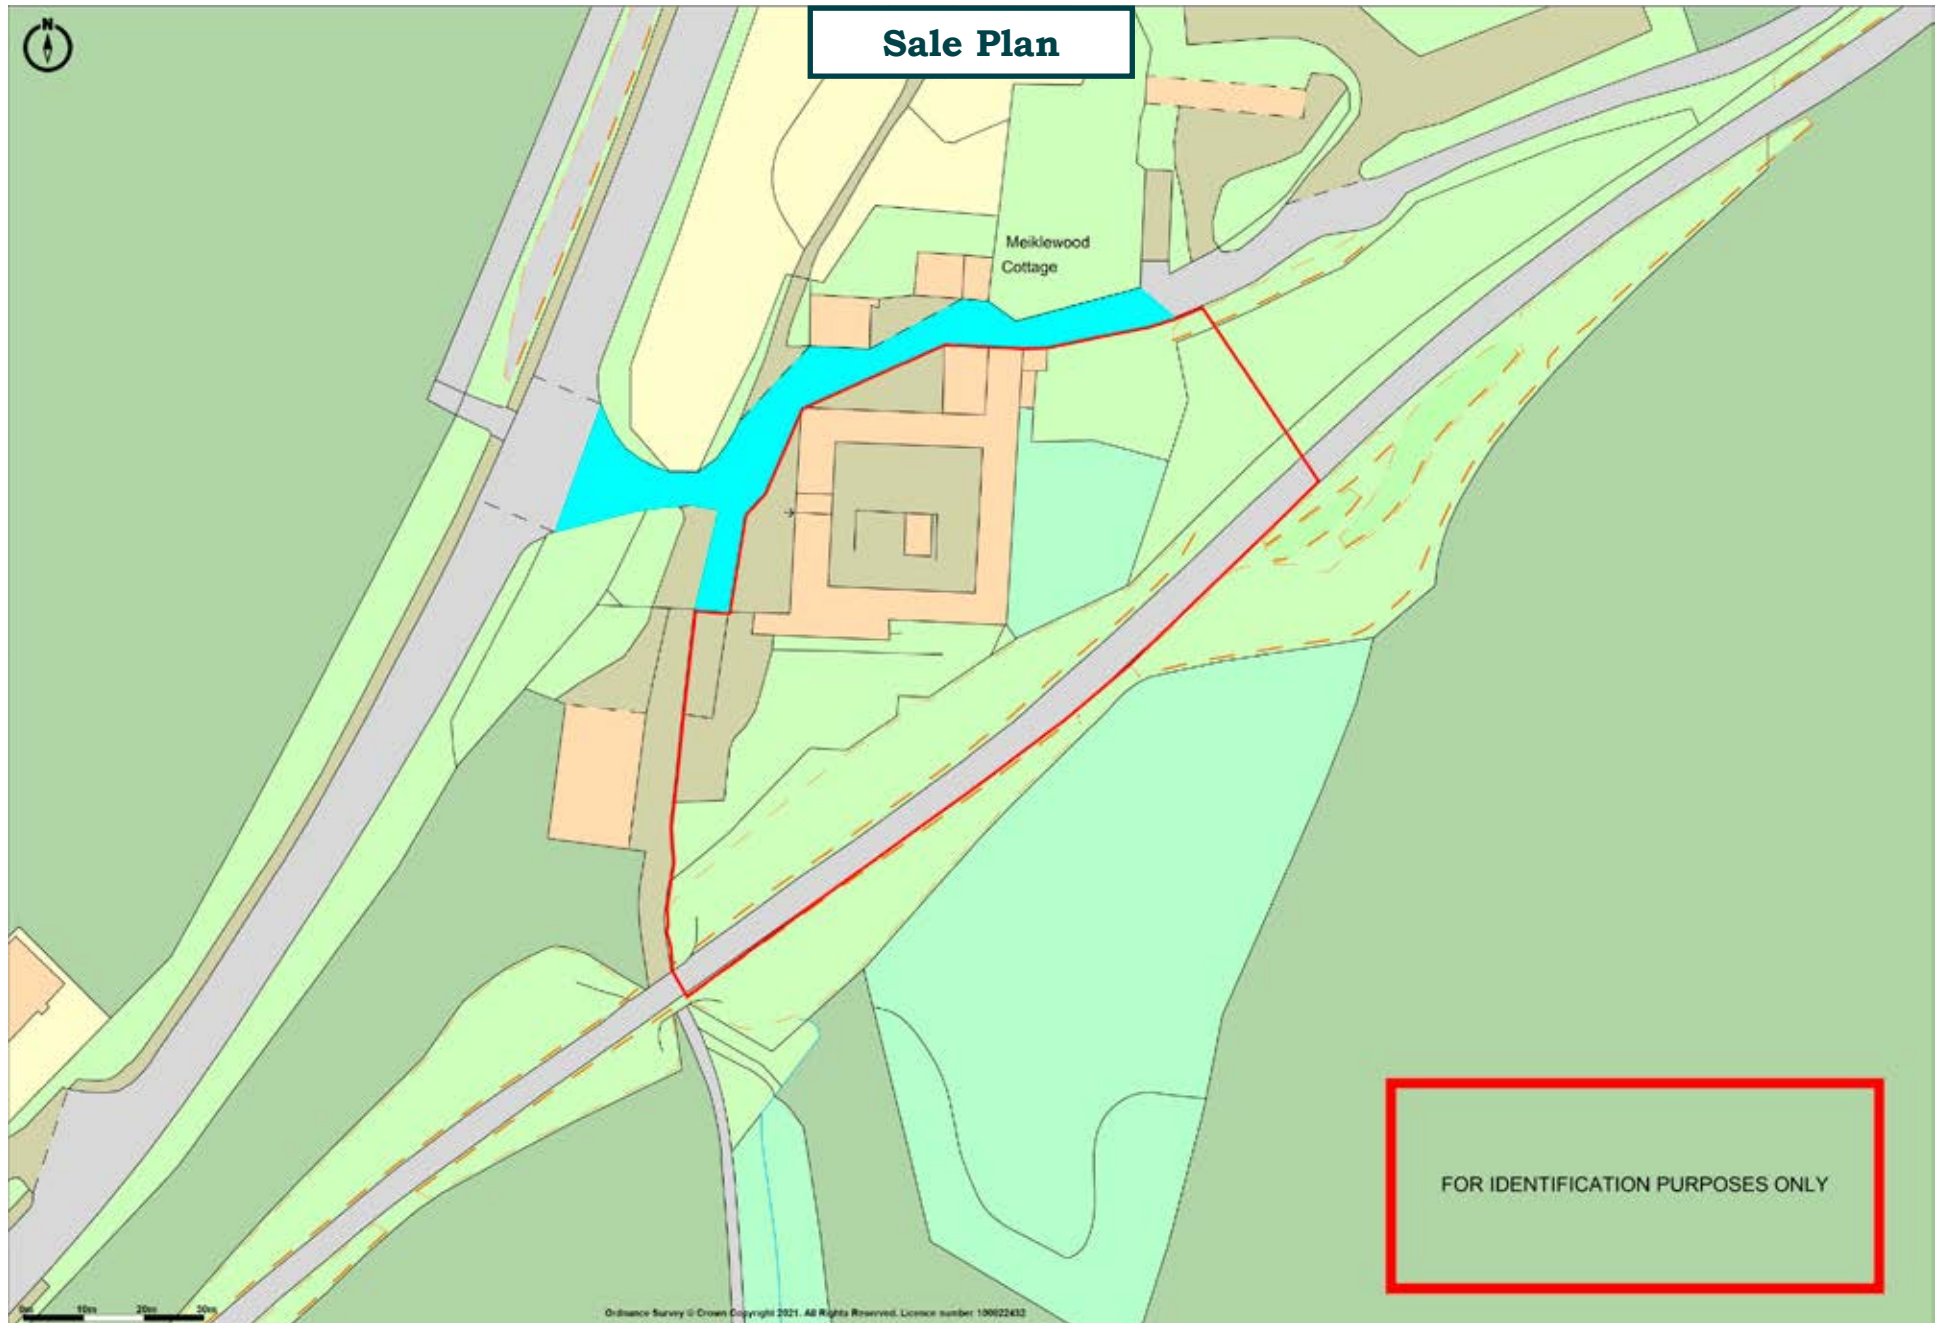 N
Sale Plan
Meiklewood
Cottage
FOR IDENTIFICATION PURPOSES ONLY
0m 10m 20m 30m
Ordnance Survey © Crown Copyright 2021. All Rights Reserved. Licence number 100022432